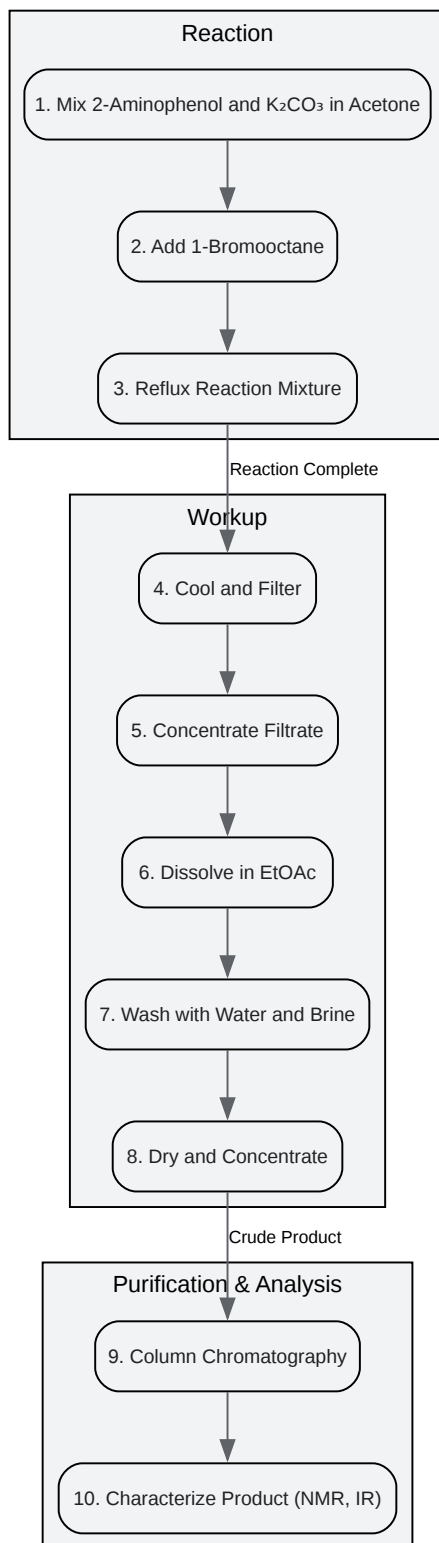 Reaction
1. Mix 2-Aminophenol and K₂CO₃ in Acetone
2. Add 1-Bromooctane
3. Reflux Reaction Mixture
Reaction Complete
Workup
4. Cool and Filter
5. Concentrate Filtrate
6. Dissolve in EtOAc
7. Wash with Water and Brine
8. Dry and Concentrate
Crude Product
Purification & Analysis
9. Column Chromatography
10. Characterize Product (NMR, IR)